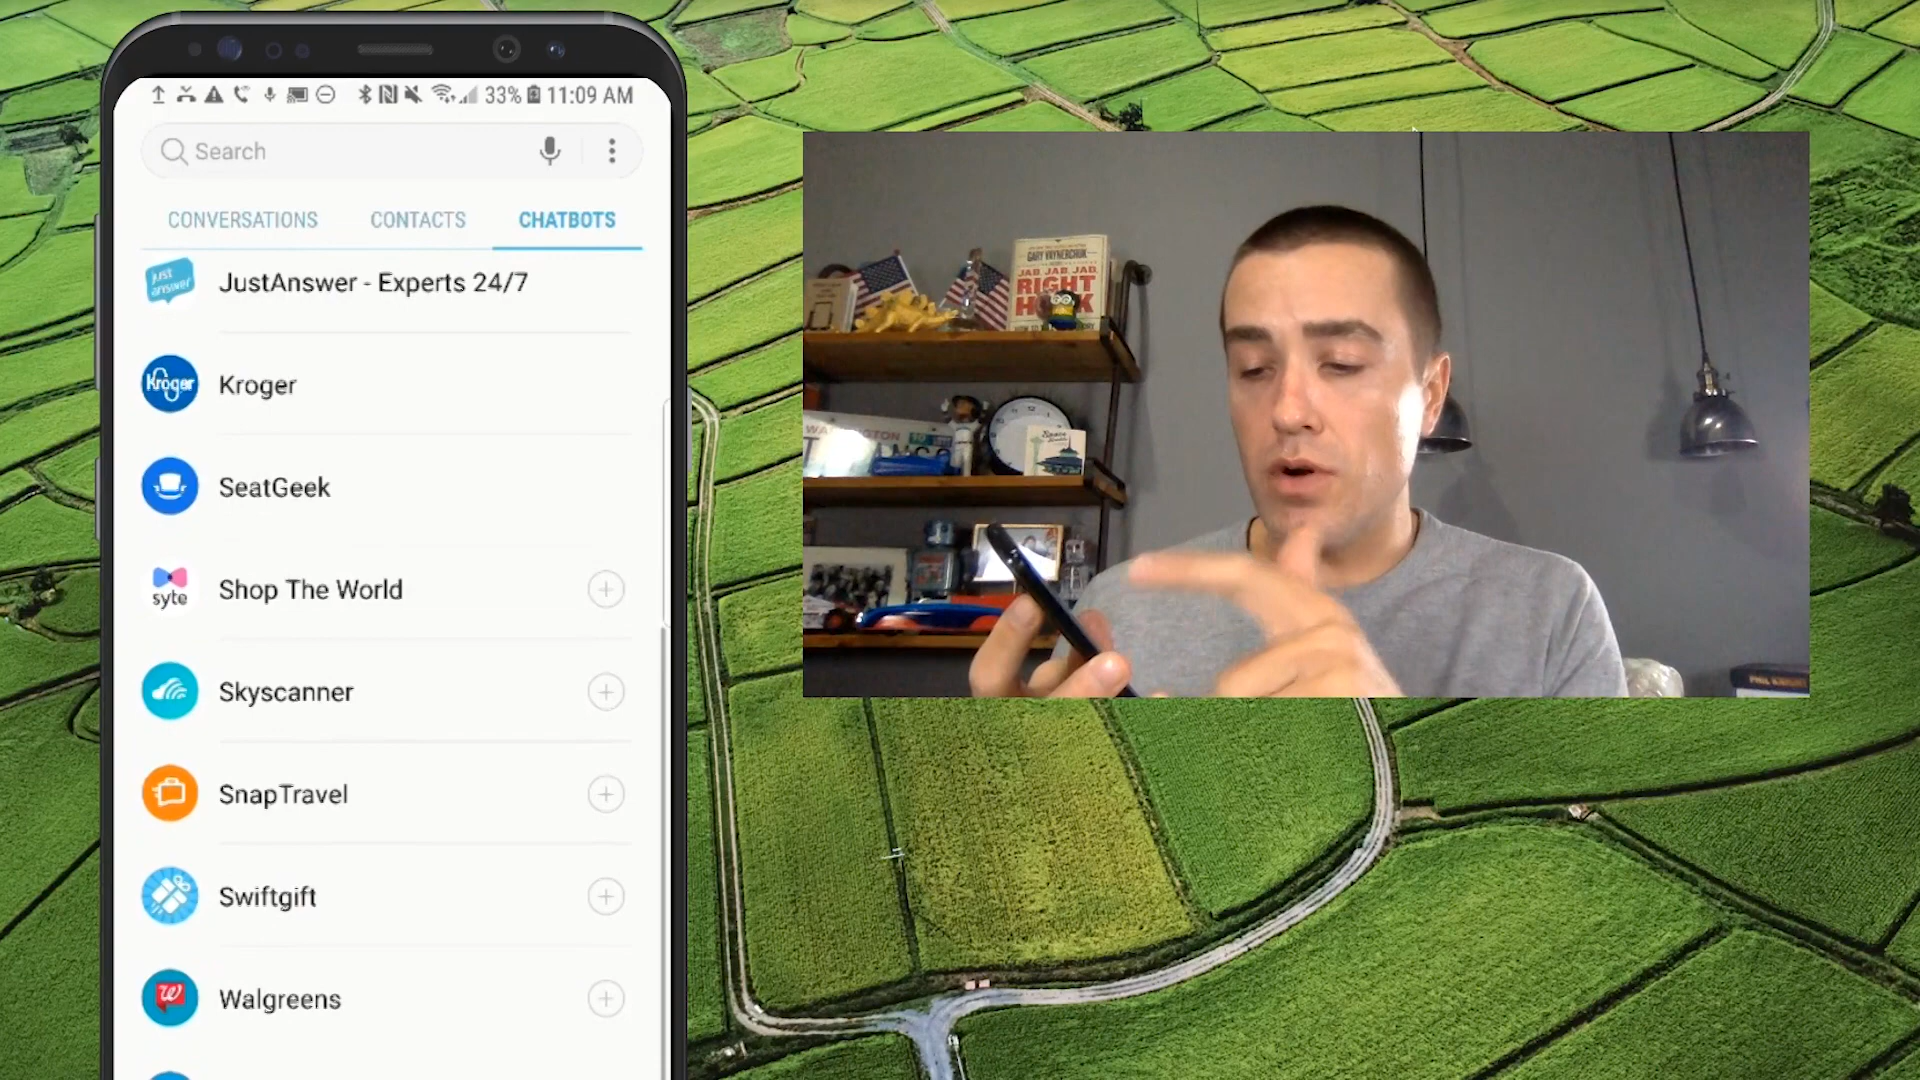 33% 11:09 AM
Search
CONVERSATIONS CONTACTS CHATBOTS
just answer
JustAnswer - Experts 24/7
Kroger
Kroger
SeatGeek
syte
Shop The World
Skyscanner
SnapTravel
Swiftgift
W
Walgreens
GARY VAYNERCHUK
JAB, JAB, JAB,
RIGHT